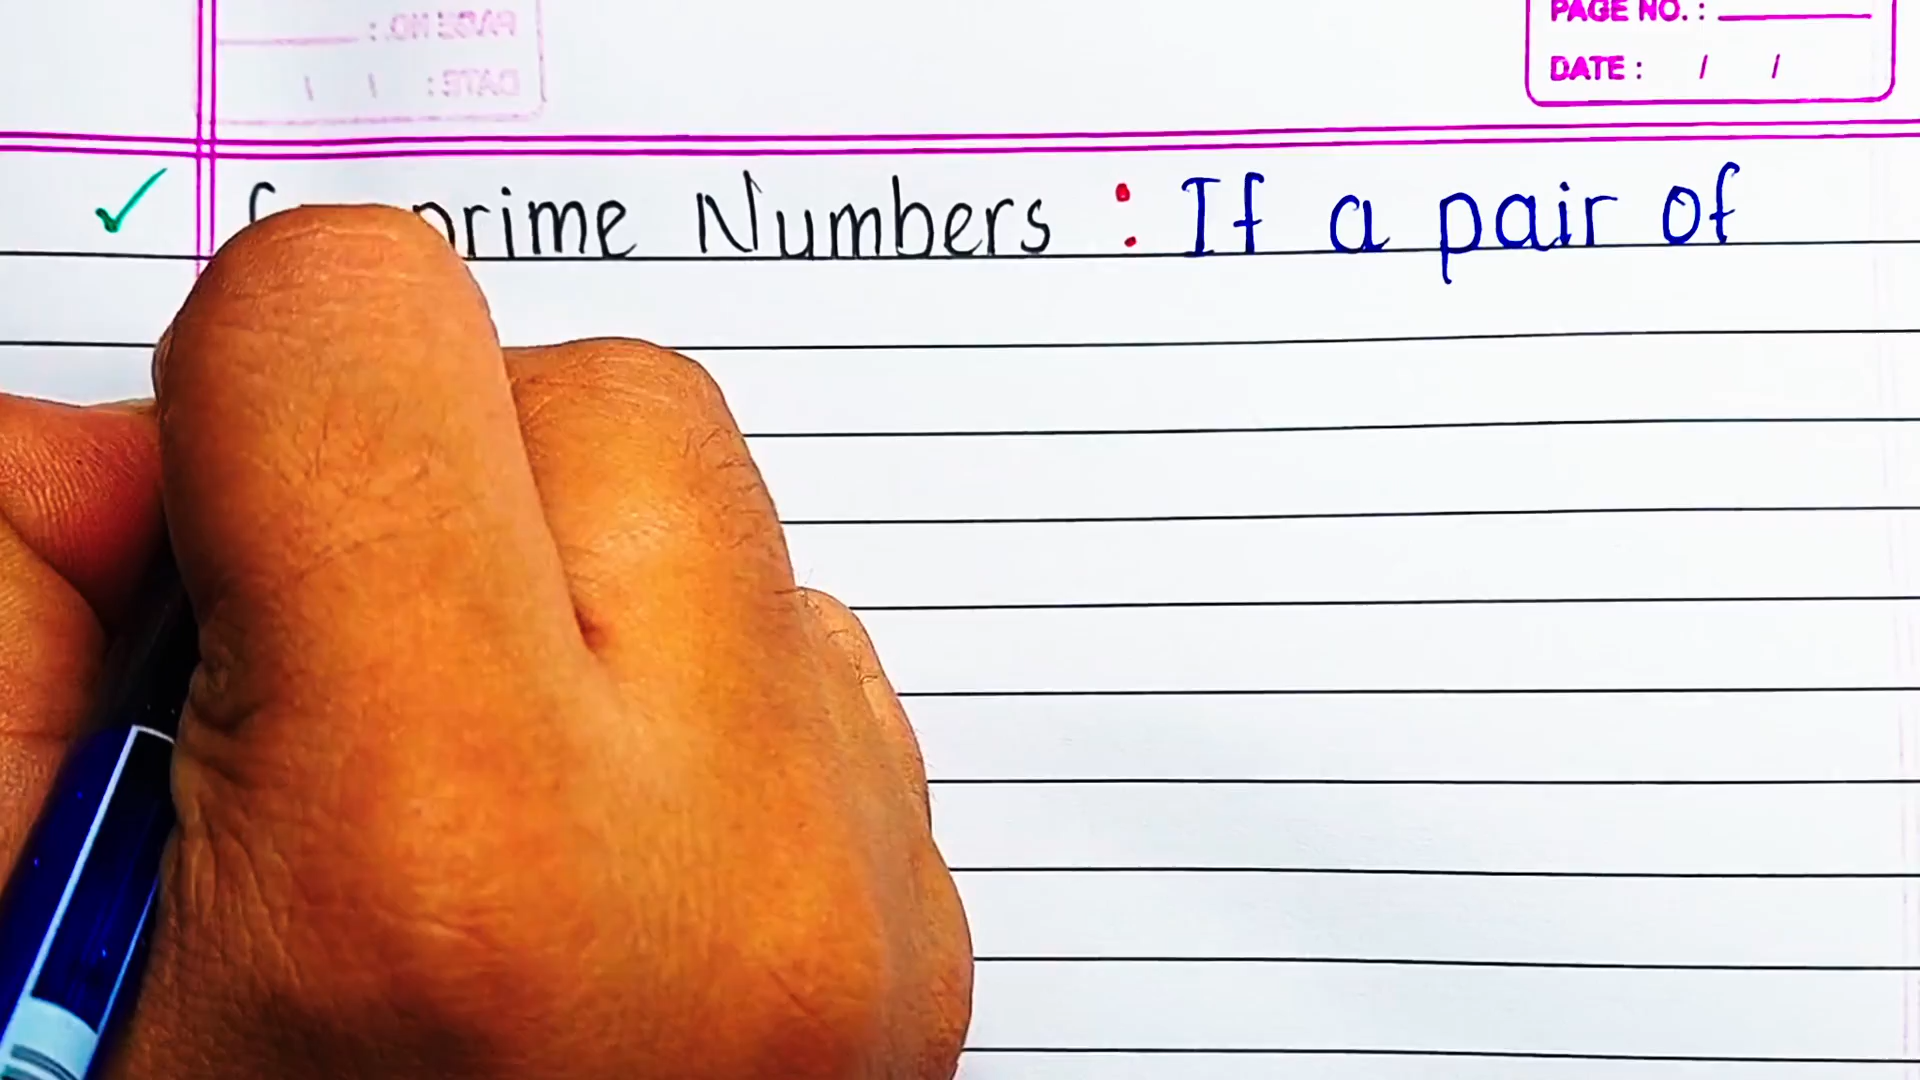 PAGE NO. :
DATE : / /
prime Numbers : If a pair of